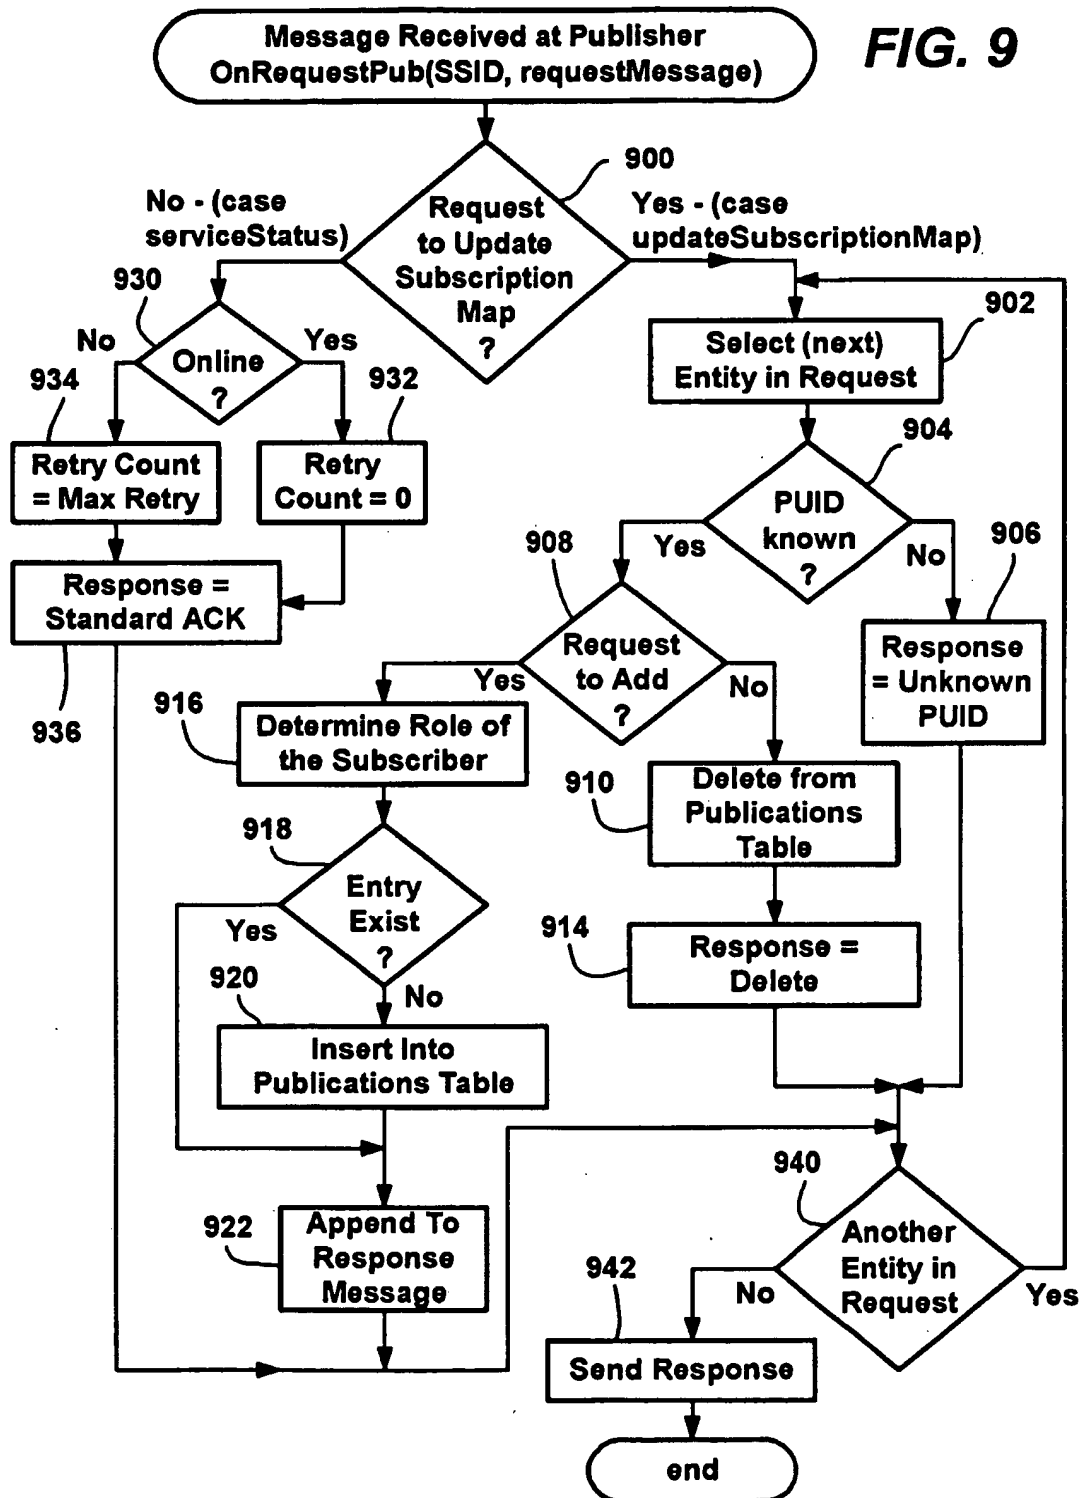 Message Received at Publisher
OnRequestPub(SSID, requestMessage)
FIG. 9
900
No - (case
serviceStatus)
Request
to Update
Subscription
Map
?
Yes - (case
updateSubscriptionMap)
930
No
Online
?
Yes
902
Select (next)
Entity in Request
934
932
Retry Count
= Max Retry
Retry
Count = 0
904
PUID
known
?
Yes
No
906
908
Response =
Standard ACK
936
Request
to Add
?
Yes
No
Response
= Unknown
PUID
916
Determine Role of
the Subscriber
910
Delete from
Publications
Table
918
Entry
Exist
?
Yes
No
914
Response =
Delete
920
Insert Into
Publications Table
922
Append To
Response
Message
940
Another
Entity in
Request
No
Yes
942
Send Response
end